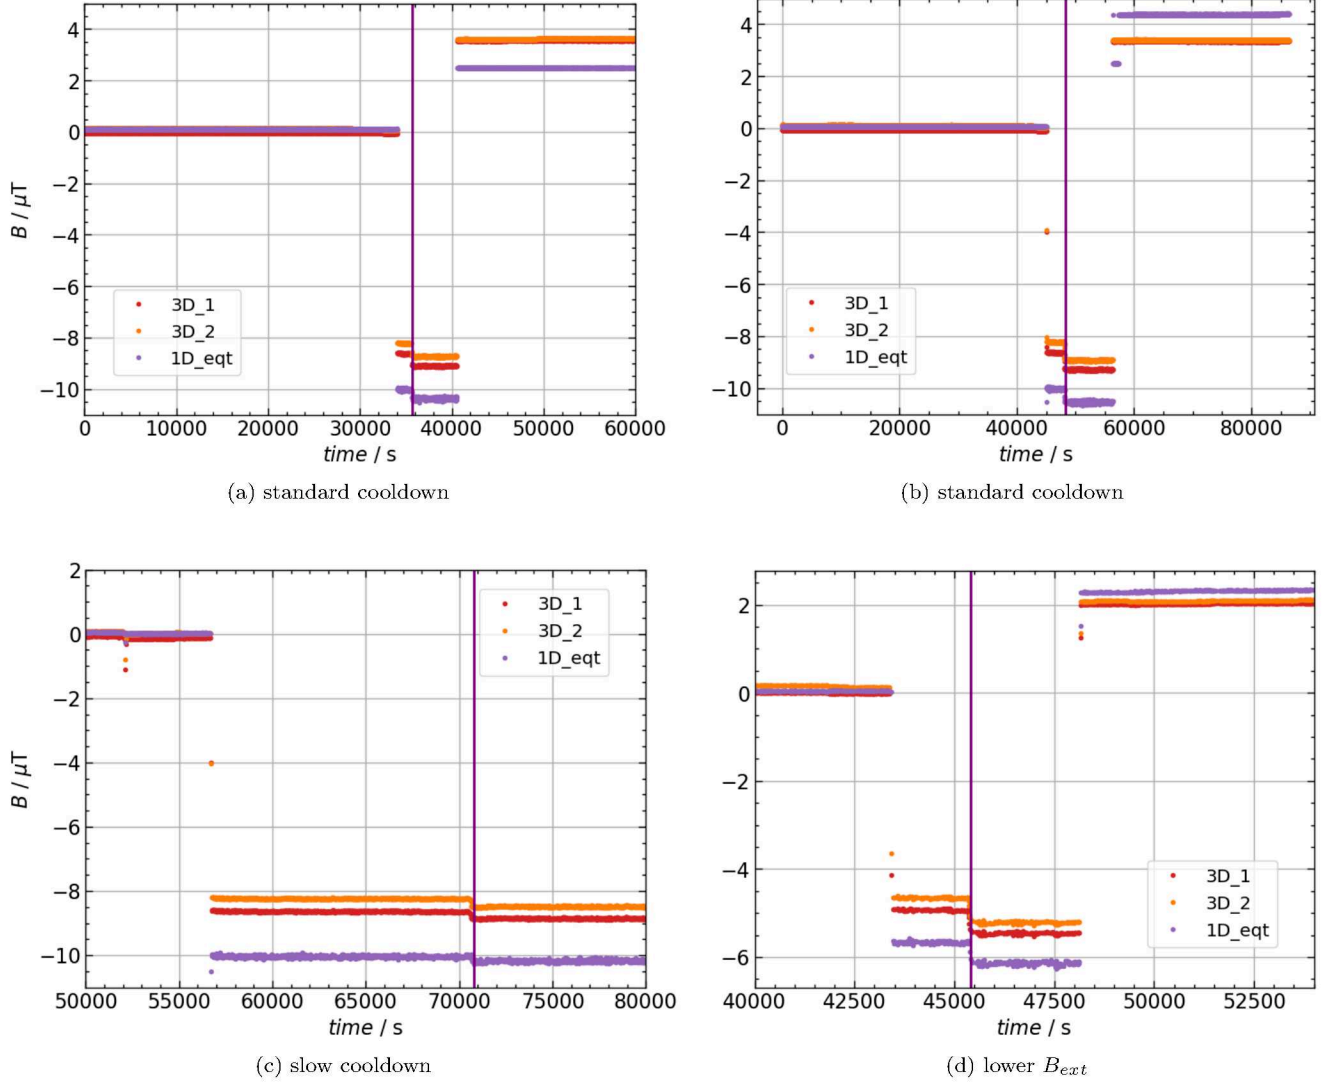 4
2
0
−2
−4
−6
−8
−10
B / μT
3D_1
3D_2
1D_eqt
0 10000 20000 30000 40000 50000 60000
time / s
(a) standard cooldown
4
2
0
−2
−4
−6
−8
−10
3D_1
3D_2
1D_eqt
0 20000 40000 60000 80000
time / s
(b) standard cooldown
2
0
−2
−4
−6
−8
−10
B / μT
3D_1
3D_2
1D_eqt
50000 55000 60000 65000 70000 75000 80000
time / s
(c) slow cooldown
2
0
−2
−4
−6
3D_1
3D_2
1D_eqt
40000 42500 45000 47500 50000 52500
time / s
(d) lower B_ext